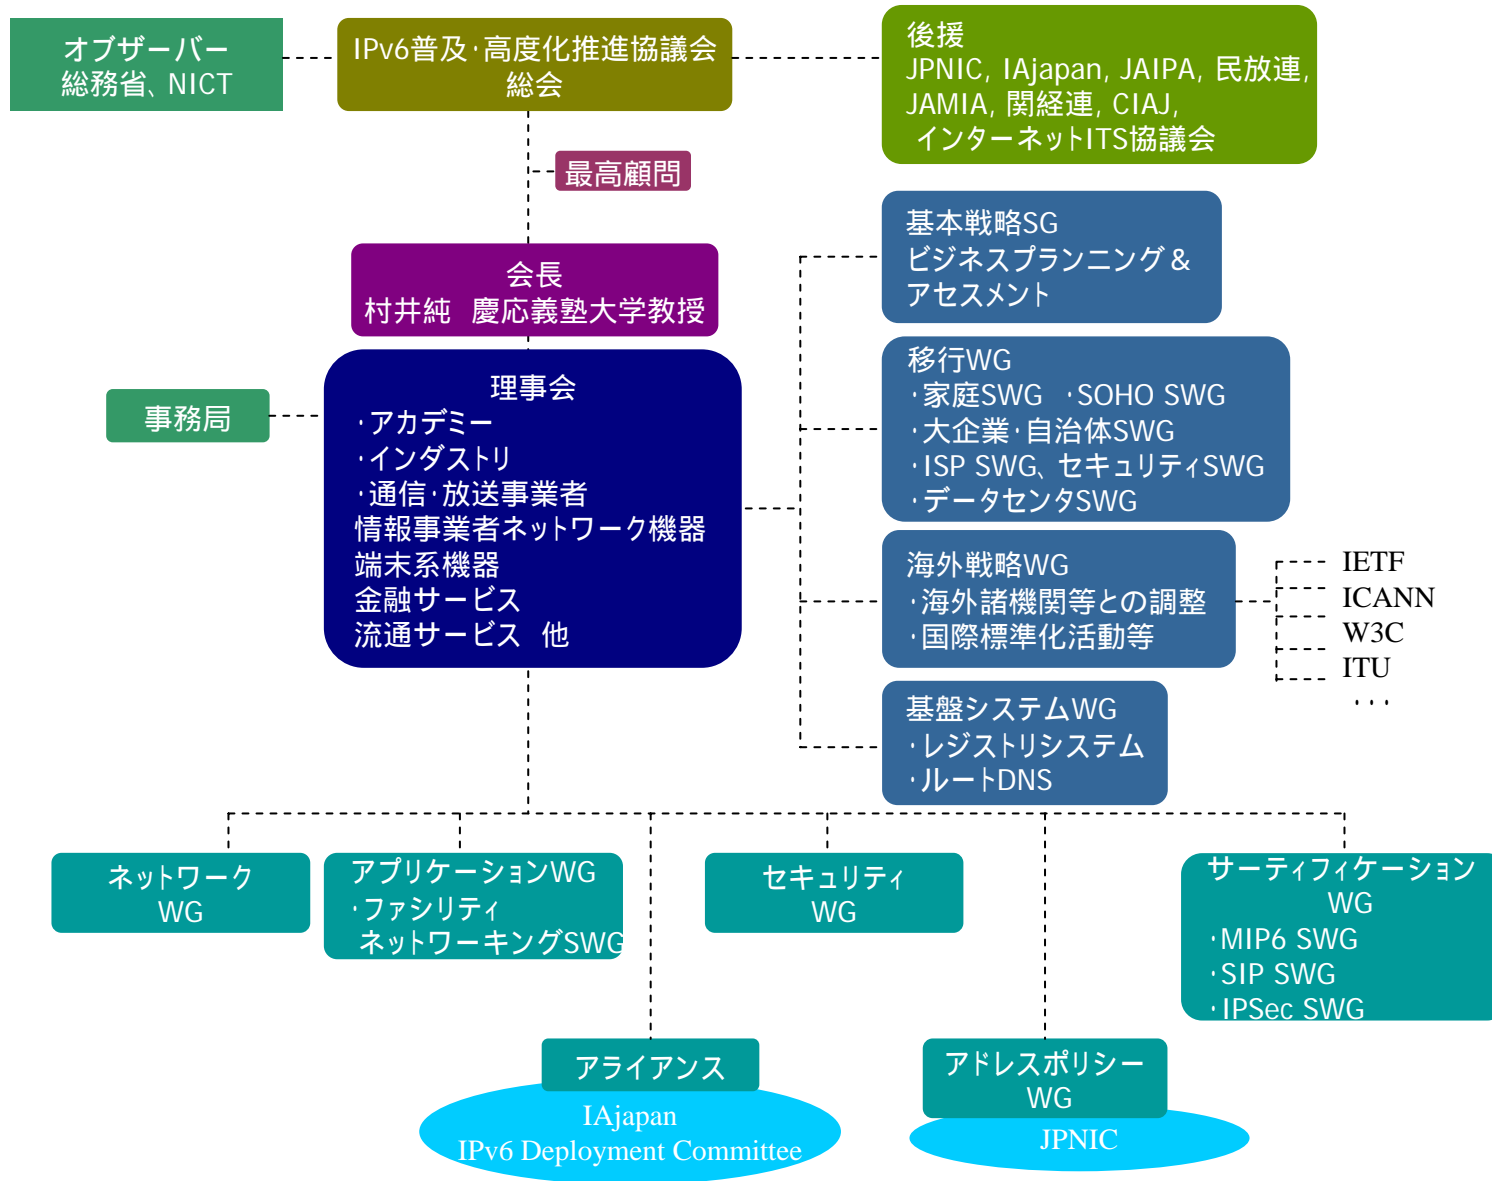 オブザーバー
総務省、NICT
IPv6普及・高度化推進協議会
総会
後援
JPNIC, IAjapan, JAIPA, 民放連,
JAMIA, 関経連, CIAJ,
インターネットITS協議会
最高顧問
会長
村井純　慶応義塾大学教授
事務局
理事会
・アカデミー
・インダストリ
・通信・放送事業者
情報事業者ネットワーク機器
端末系機器
金融サービス
流通サービス　他
基本戦略SG
ビジネスプランニング＆
アセスメント
移行WG
・家庭SWG　・SOHO SWG
・大企業・自治体SWG
・ISP SWG、セキュリティSWG
・データセンタSWG
海外戦略WG
・海外諸機関等との調整
・国際標準化活動等
IETF
ICANN
W3C
ITU
・・・
基盤システムWG
・レジストリシステム
・ルートDNS
ネットワーク
WG
アプリケーションWG
・ファシリティ
ネットワーキングSWG
セキュリティ
WG
サーティフィケーション
WG
・MIP6 SWG
・SIP SWG
・IPSec SWG
アライアンス
IAjapan
IPv6 Deployment Committee
アドレスポリシー
WG
JPNIC